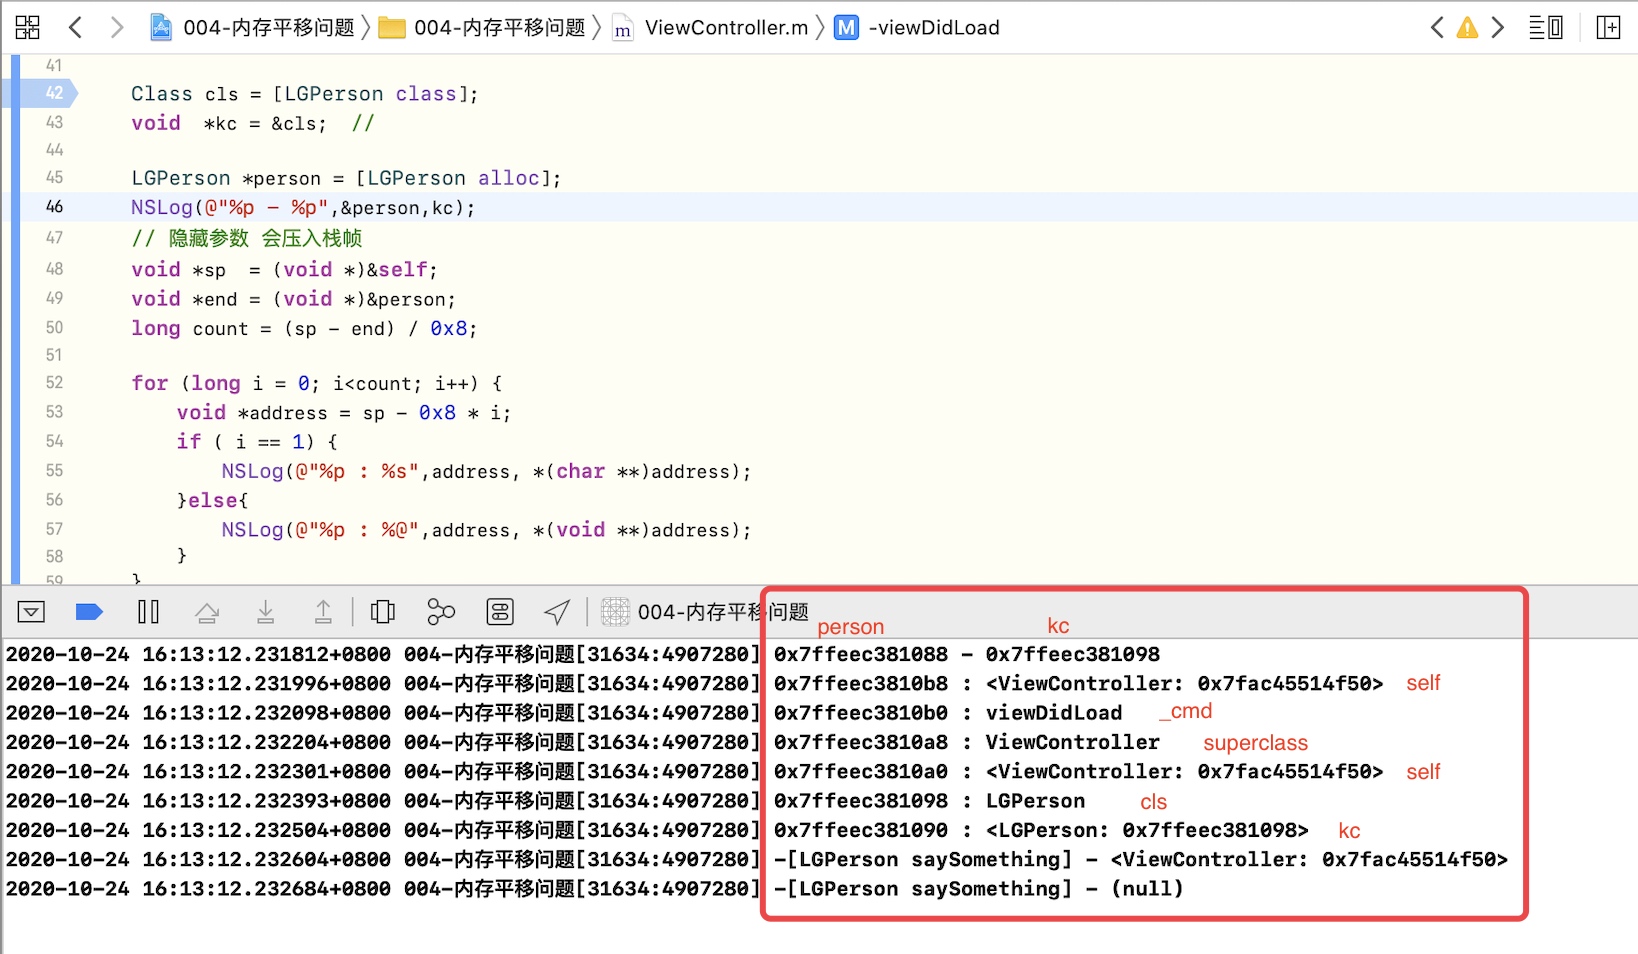 004-内存平移问题 〉 004-内存平移问题 〉 m ViewController.m 〉 M -viewDidLoad
41
42 Class cls = [LGPerson class];
43 void  *kc = &cls;  //
44
45 LGPerson *person = [LGPerson alloc];
46 NSLog(@"%p - %p",&person,kc);
47 // 隐藏参数 会压入栈帧
48 void *sp  = (void *)&self;
49 void *end = (void *)&person;
50 long count = (sp - end) / 0x8;
51
52 for (long i = 0; i<count; i++) {
53 void *address = sp - 0x8 * i;
54 if ( i == 1) {
55 NSLog(@"%p : %s",address, *(char **)address);
56 }else{
57 NSLog(@"%p : %@",address, *(void **)address);
58 }
59 }
004-内存平移问题
person kc
2020-10-24 16:13:12.231812+0800 004-内存平移问题[31634:4907280] 0x7ffeec381088 - 0x7ffeec381098
2020-10-24 16:13:12.231996+0800 004-内存平移问题[31634:4907280] 0x7ffeec3810b8 : <ViewController: 0x7fac45514f50> self
2020-10-24 16:13:12.232098+0800 004-内存平移问题[31634:4907280] 0x7ffeec3810b0 : viewDidLoad _cmd
2020-10-24 16:13:12.232204+0800 004-内存平移问题[31634:4907280] 0x7ffeec3810a8 : ViewController superclass
2020-10-24 16:13:12.232301+0800 004-内存平移问题[31634:4907280] 0x7ffeec3810a0 : <ViewController: 0x7fac45514f50> self
2020-10-24 16:13:12.232393+0800 004-内存平移问题[31634:4907280] 0x7ffeec381098 : LGPerson cls
2020-10-24 16:13:12.232504+0800 004-内存平移问题[31634:4907280] 0x7ffeec381090 : <LGPerson: 0x7ffeec381098> kc
2020-10-24 16:13:12.232604+0800 004-内存平移问题[31634:4907280] -[LGPerson saySomething] - <ViewController: 0x7fac45514f50>
2020-10-24 16:13:12.232684+0800 004-内存平移问题[31634:4907280] -[LGPerson saySomething] - (null)